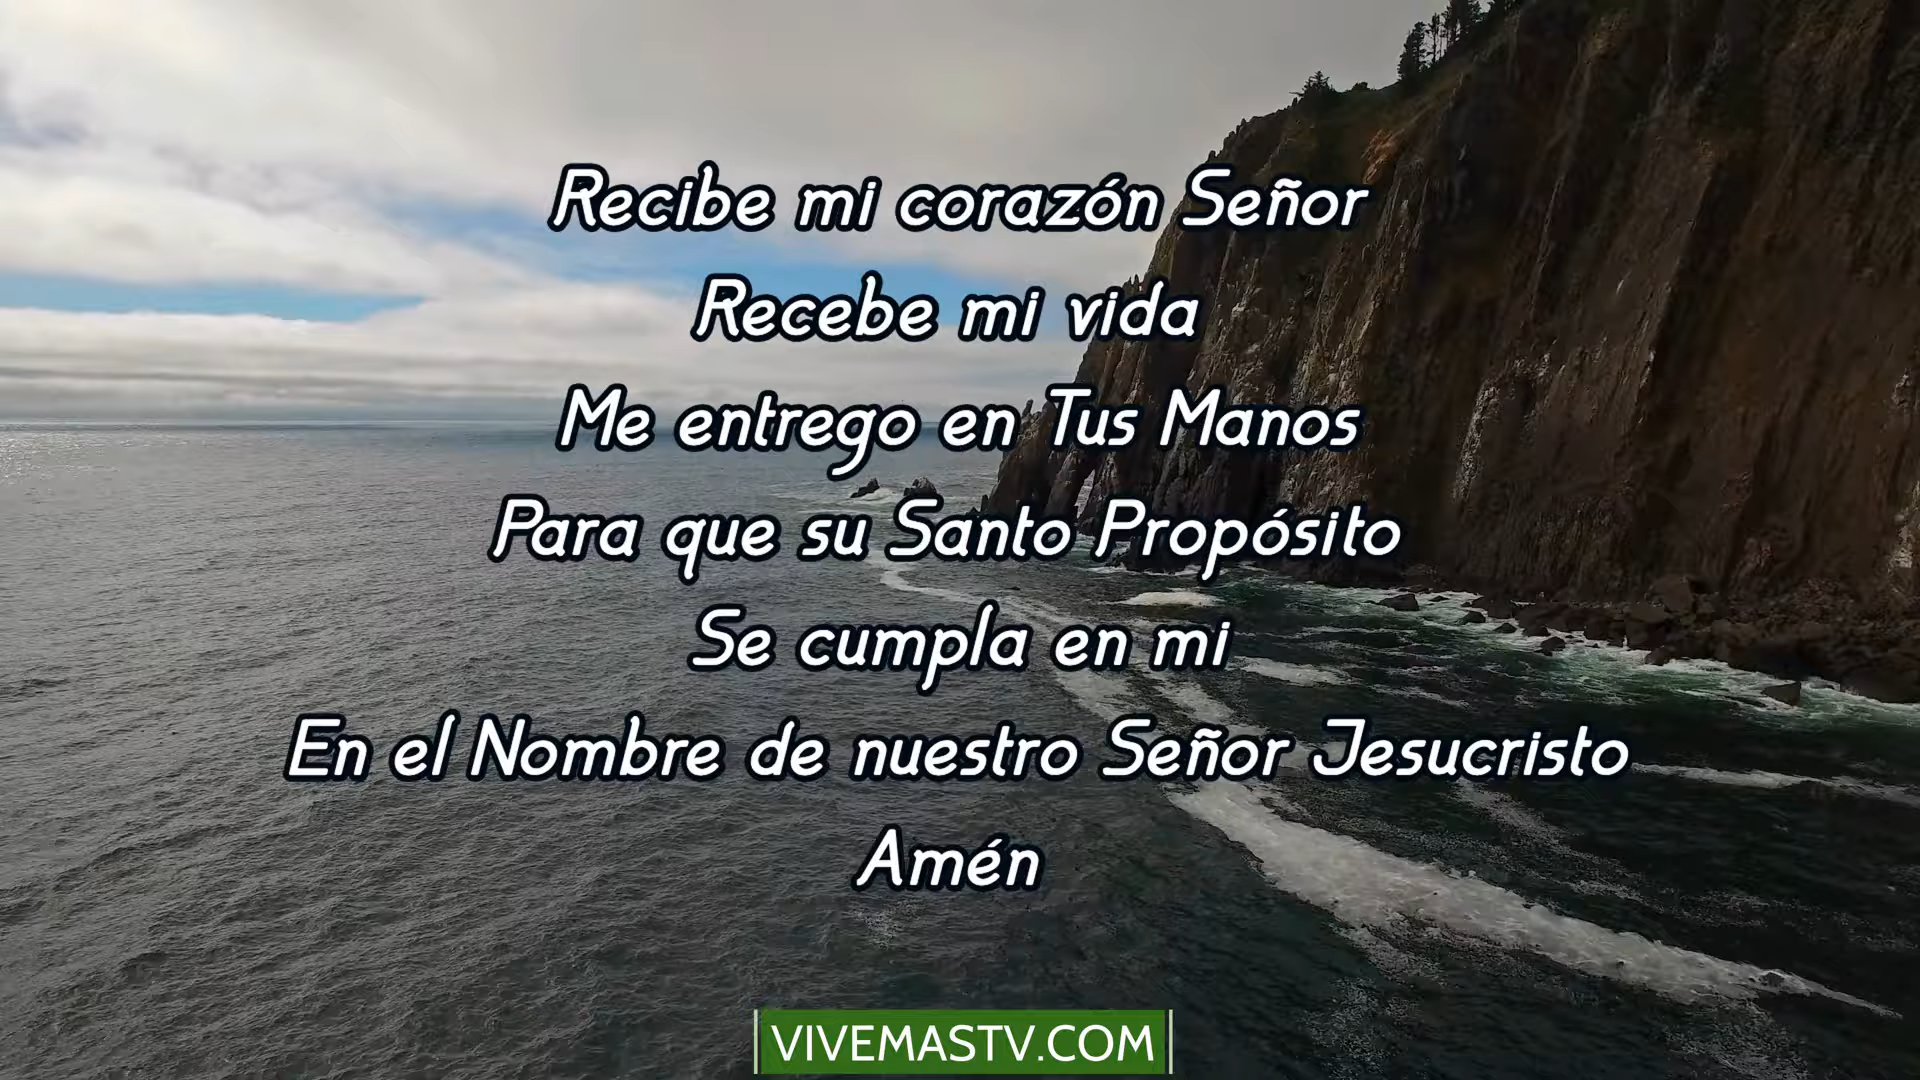 Recibe mi corazón Señor
Recebe mi vida
Me entrego en Tus Manos
Para que su Santo Propósito
Se cumpla en mi
En el Nombre de nuestro Señor Jesucristo
Amén
VIVEMASTV.COM